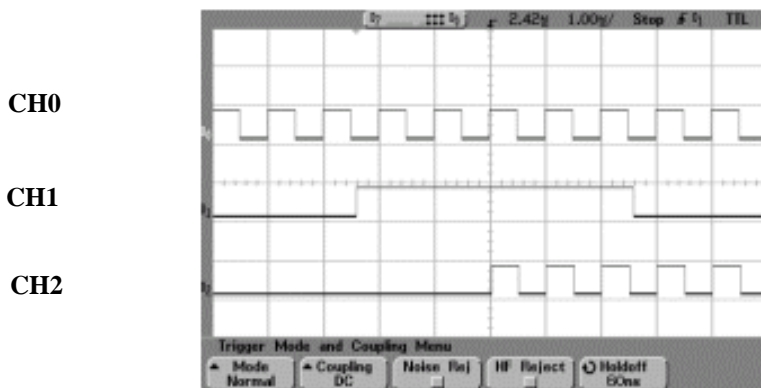 2.42 1.00 Stop TTL
CH0
CH1
CH2
Trigger Mode and Coupling Menu
Mode Coupling Noise Rej HF Reject Holdoff
Normal DC 60ns